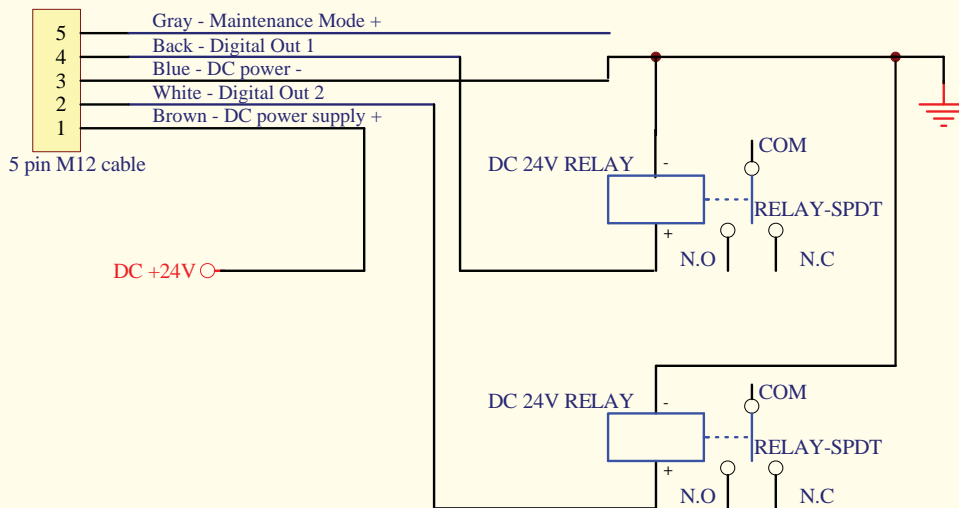 5 Gray - Maintenance Mode +
4 Back - Digital Out 1
3 Blue - DC power -
2 White - Digital Out 2
1 Brown - DC power supply +
5 pin M12 cable
DC +24V
DC 24V RELAY
-
COM
RELAY-SPDT
+
N.O
N.C
DC 24V RELAY
-
COM
RELAY-SPDT
+
N.O
N.C